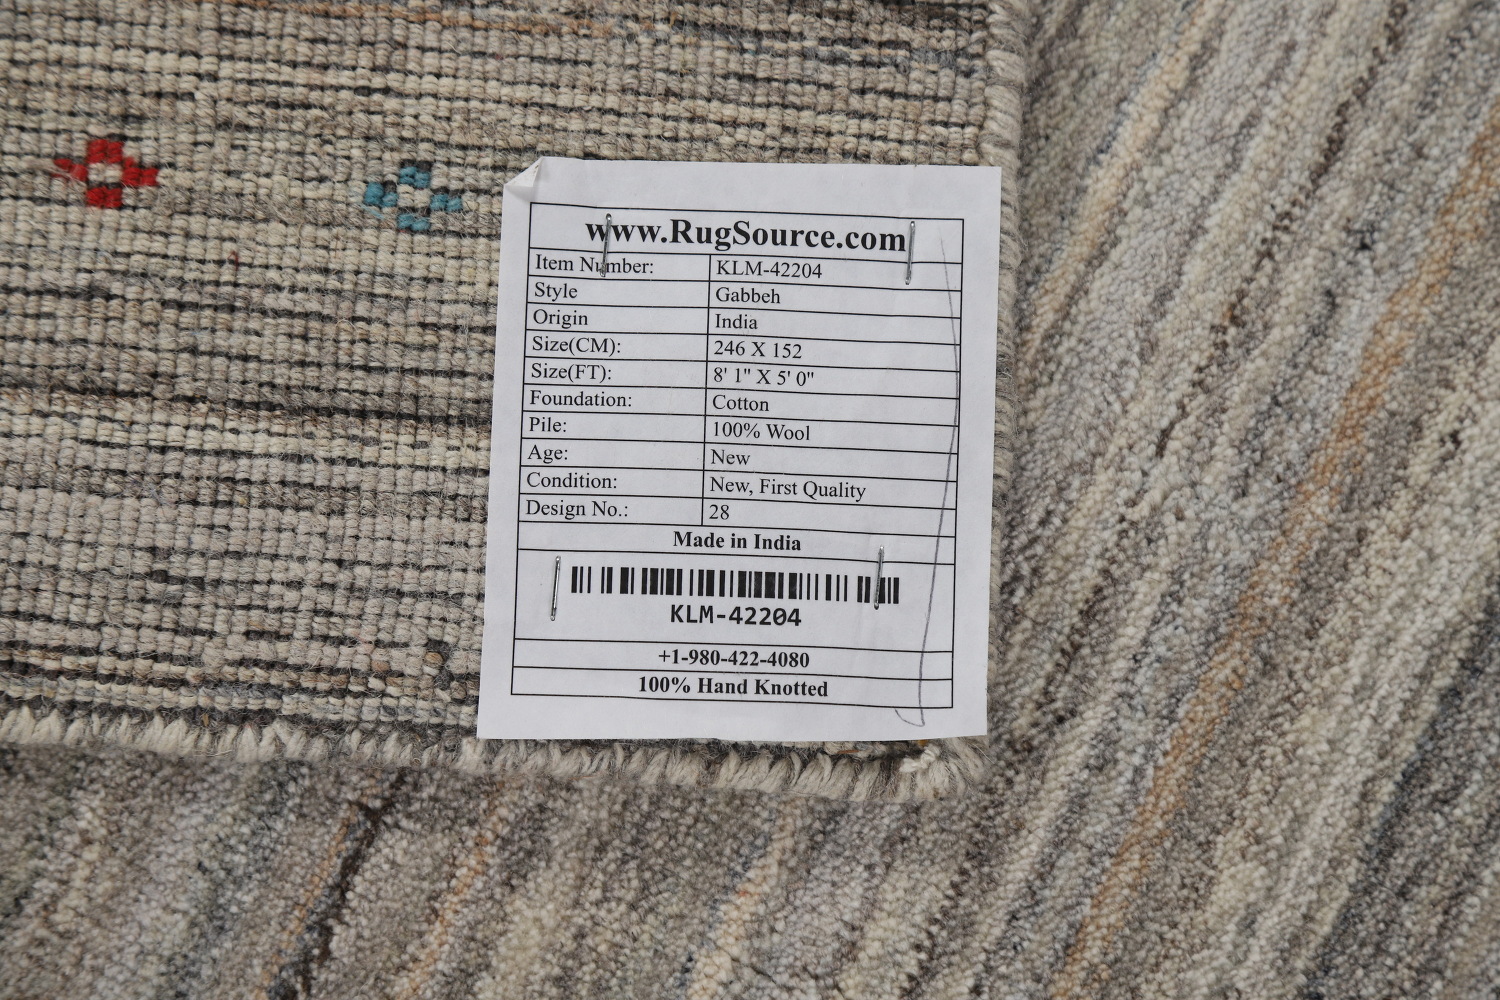 www.RugSource.com
Item Number: KLM-42204
Style Gabbeh
Origin India
Size(CM): 246 X 152
Size(FT): 8' 1" X 5' 0"
Foundation: Cotton
Pile: 100% Wool
Age: New
Condition: New, First Quality
Design No.: 28
Made in India
KLM-42204
+1-980-422-4080
100% Hand Knotted